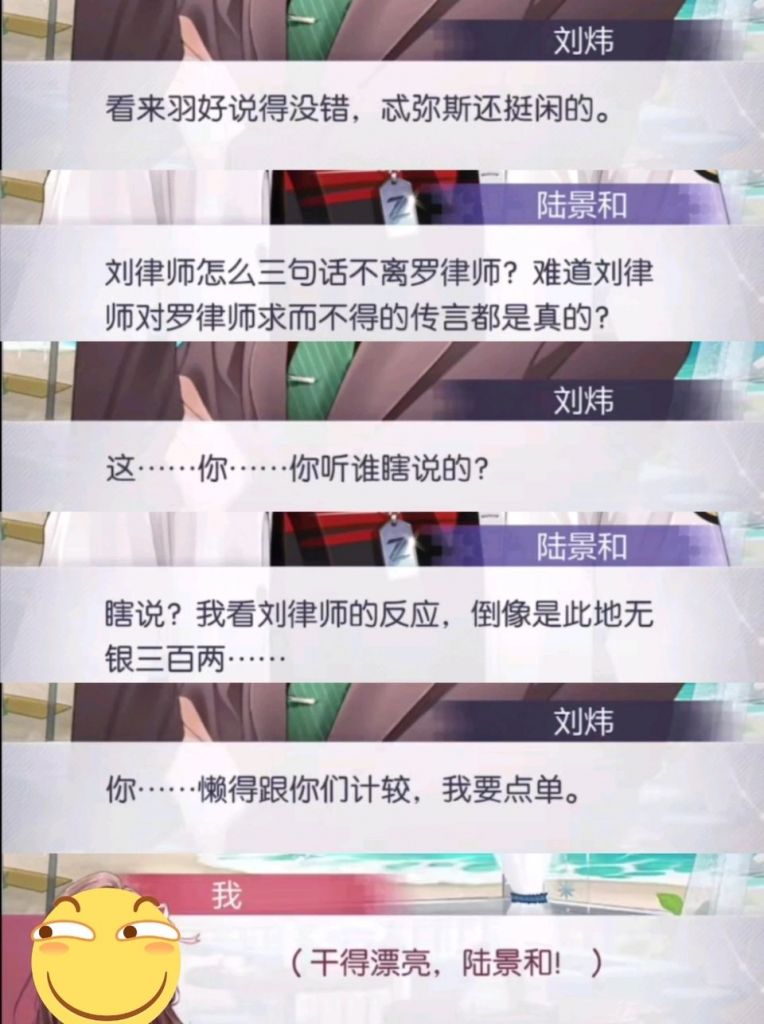 刘炜
看来羽好说得没错，忒弥斯还挺闲的。
陆景和
Z
刘律师怎么三句话不离罗律师？难道刘律
师对罗律师求而不得的传言都是真的？
刘炜
这……你……你听谁瞎说的？
陆景和
Z
瞎说？我看刘律师的反应，倒像是此地无
银三百两……
刘炜
你……懒得跟你们计较，我要点单。
我
（干得漂亮，陆景和！）